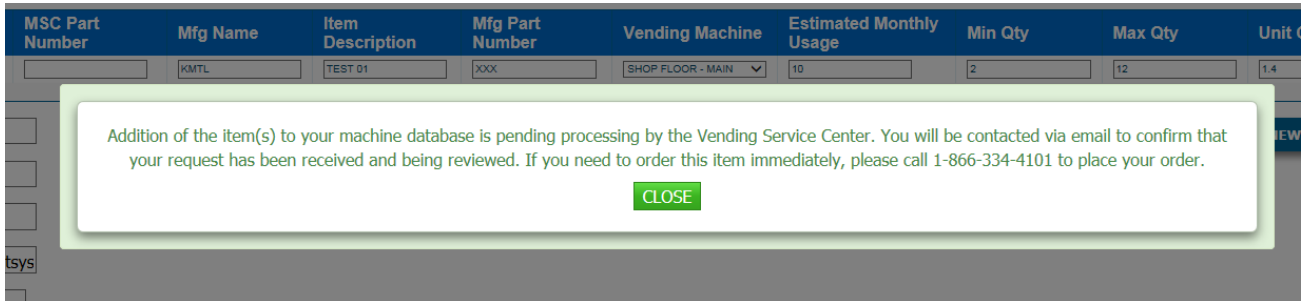 MSC Part Number
Mfg Name
Item Description
Mfg Part Number
Vending Machine
Estimated Monthly Usage
Min Qty
Max Qty
Unit
KMTL
TEST 01
XXX
SHOP FLOOR - MAIN
10
2
12
1.4
Addition of the item(s) to your machine database is pending processing by the Vending Service Center. You will be contacted via email to confirm that
your request has been received and being reviewed. If you need to order this item immediately, please call 1-866-334-4101 to place your order.
CLOSE
tsys